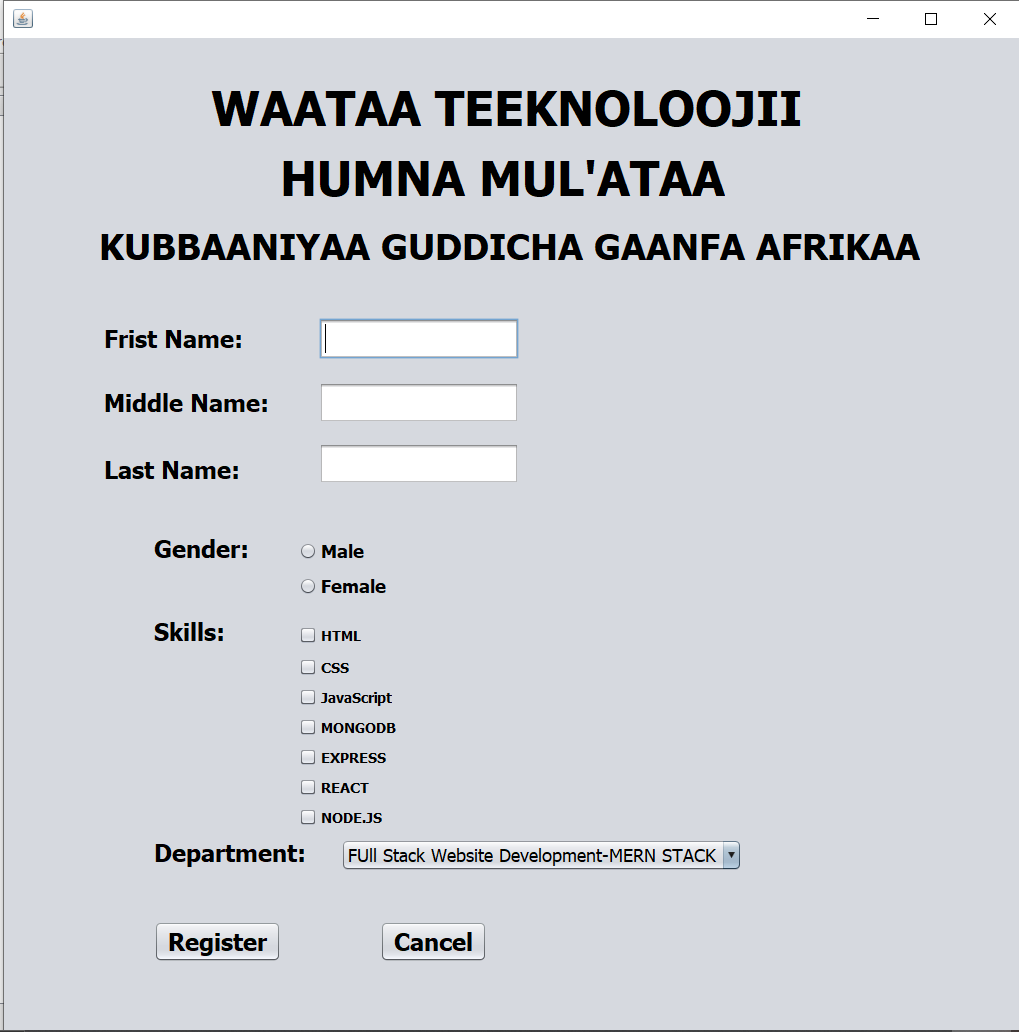 WAATAA TEEKNOLOOJII
HUMNA MUL'ATAA
KUBBAANIYAA GUDDICHA GAANFA AFRIKAA
Frist Name:
Middle Name:
Last Name:
Gender:
Male
Female
Skills:
HTML
CSS
JavaScript
MONGODB
EXPRESS
REACT
NODE.JS
Department:
FUll Stack Website Development-MERN STACK
Register
Cancel